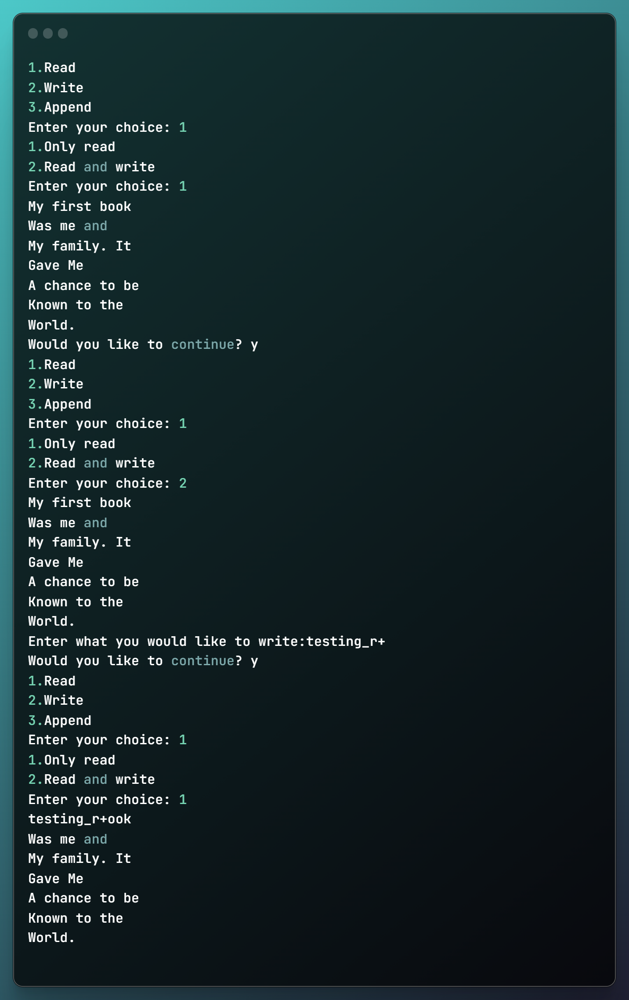 1.Read
2.Write
3.Append
Enter your choice: 1
1.Only read
2.Read and write
Enter your choice: 1
My first book
Was me and
My family. It
Gave Me
A chance to be
Known to the
World.
Would you like to continue? y
1.Read
2.Write
3.Append
Enter your choice: 1
1.Only read
2.Read and write
Enter your choice: 2
My first book
Was me and
My family. It
Gave Me
A chance to be
Known to the
World.
Enter what you would like to write:testing_r+
Would you like to continue? y
1.Read
2.Write
3.Append
Enter your choice: 1
1.Only read
2.Read and write
Enter your choice: 1
testing_r+ook
Was me and
My family. It
Gave Me
A chance to be
Known to the
World.